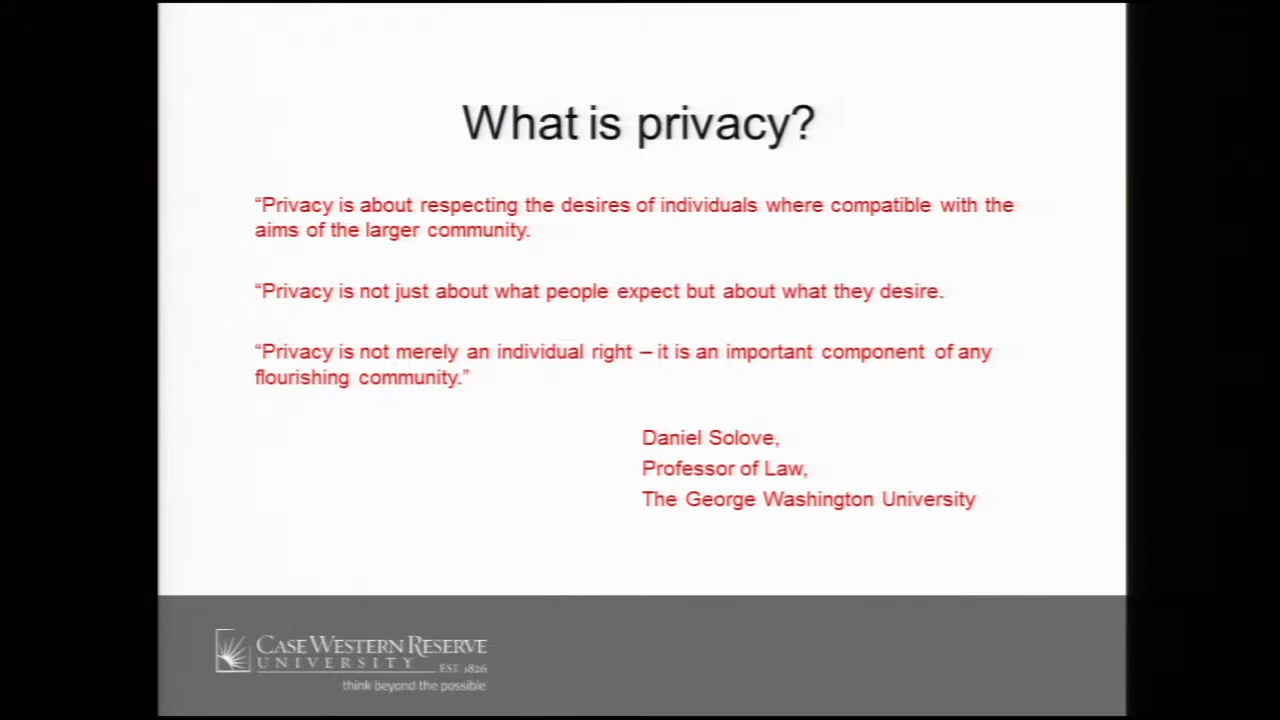 What is privacy?
“Privacy is about respecting the desires of individuals where compatible with the
aims of the larger community.
“Privacy is not just about what people expect but about what they desire.
“Privacy is not merely an individual right – it is an important component of any
flourishing community.”
Daniel Solove,
Professor of Law,
The George Washington University
CASE WESTERN RESERVE
UNIVERSITY EST. 1826
think beyond the possible